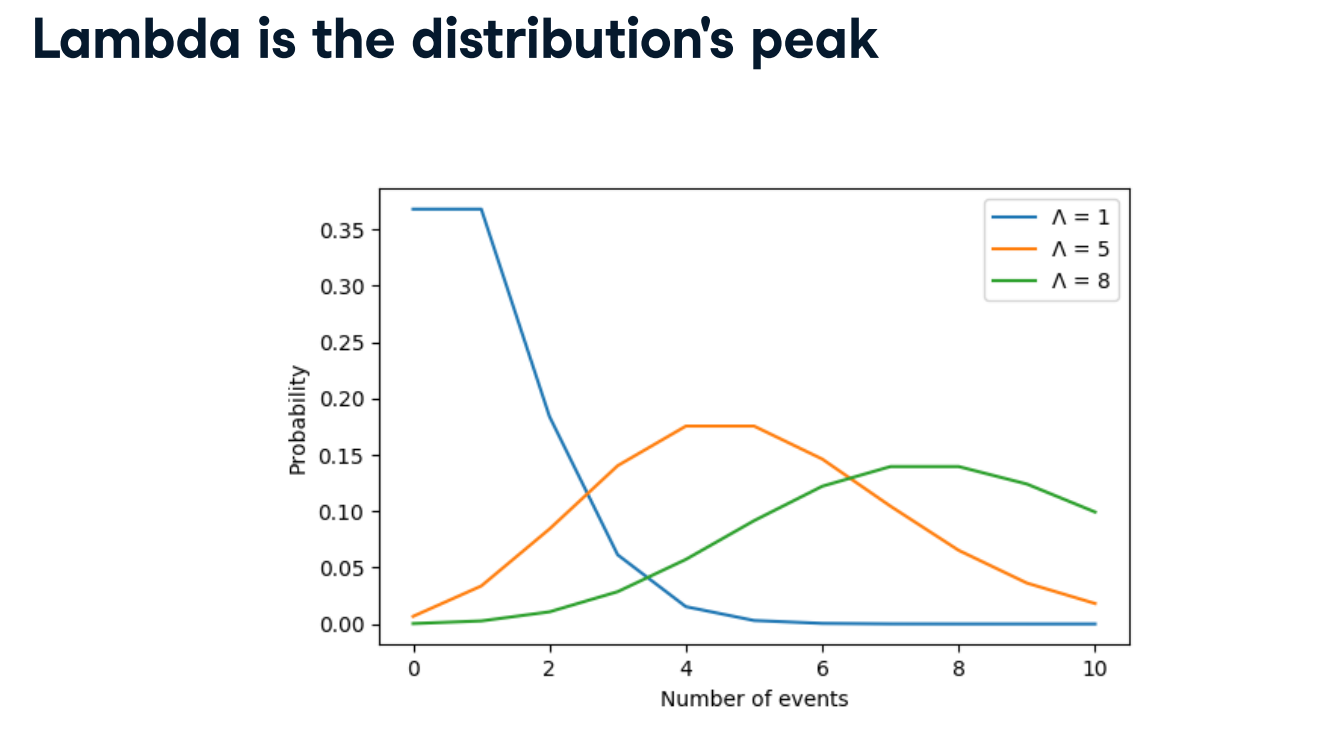 Lambda is the distribution's peak
Λ = 1
Λ = 5
Λ = 8
0.35
0.30
0.25
0.20
0.15
0.10
0.05
0.00
Probability
0 2 4 6 8 10
Number of events